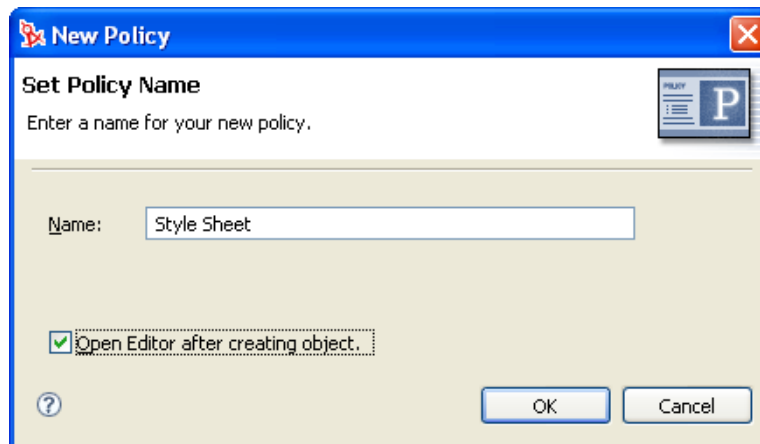 New Policy
Set Policy Name
Enter a name for your new policy.
POLICY
P
Name:
Style Sheet
Open Editor after creating object.
?
OK
Cancel